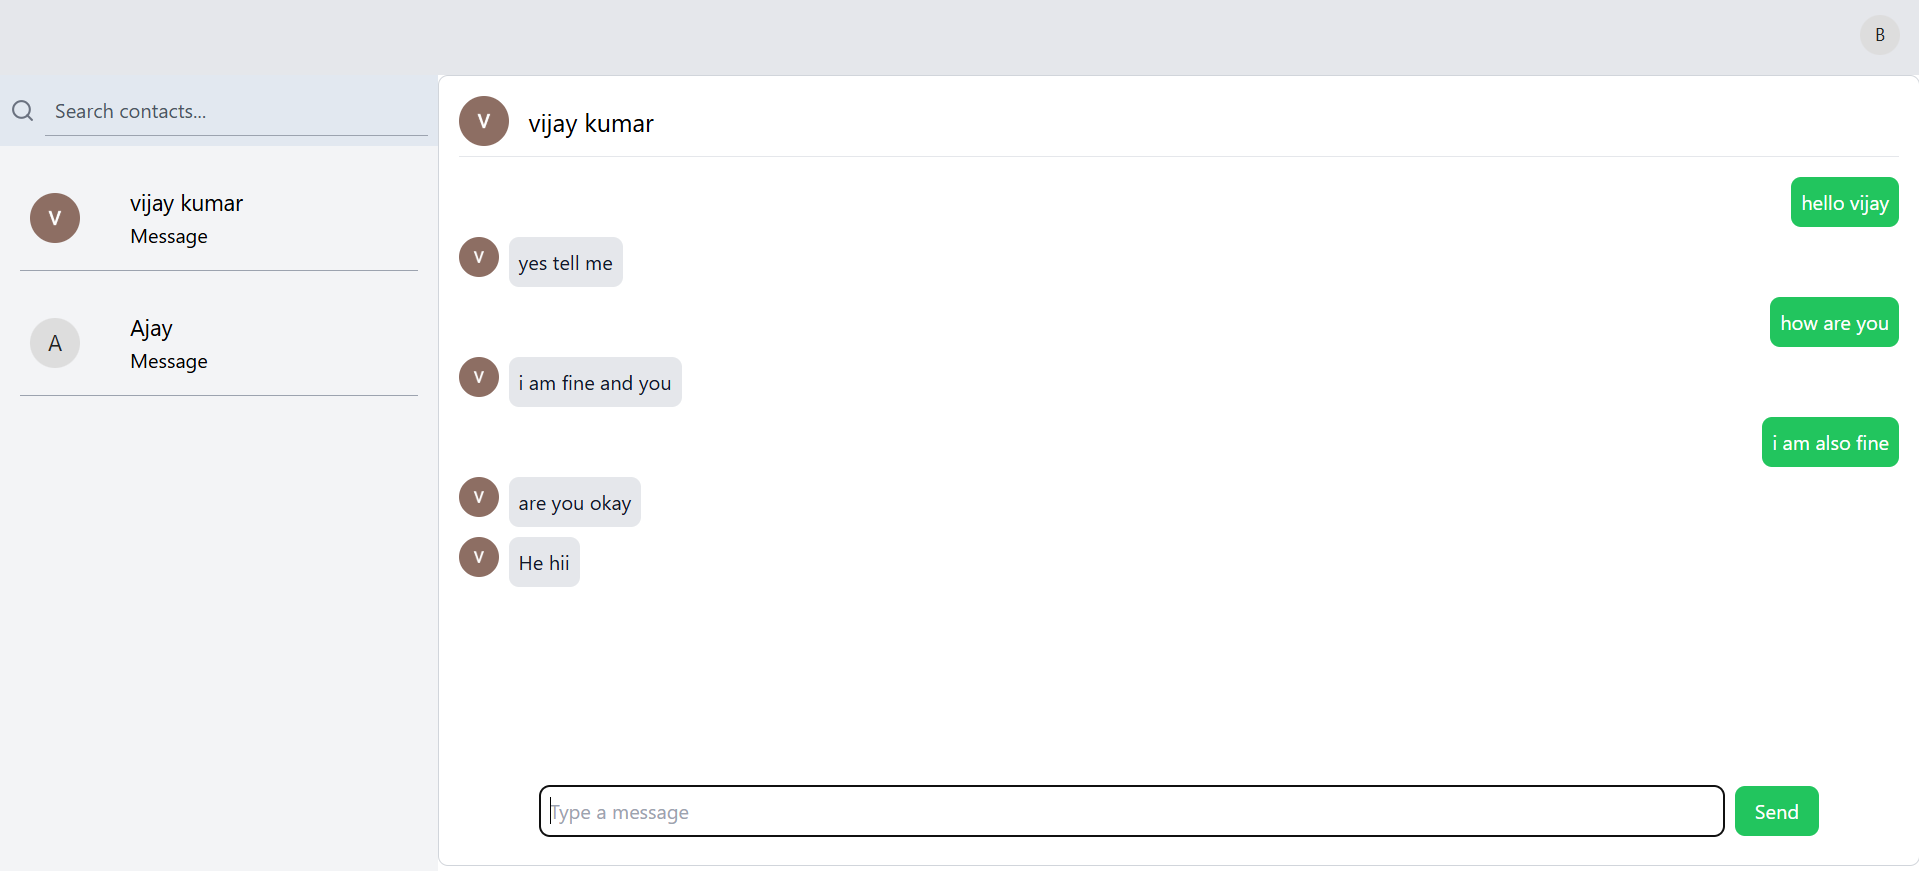 B
Search contacts...
V
vijay kumar
Message
A
Ajay
Message
V
vijay kumar
hello vijay
V
yes tell me
how are you
V
i am fine and you
i am also fine
V
are you okay
V
He hii
Type a message
Send